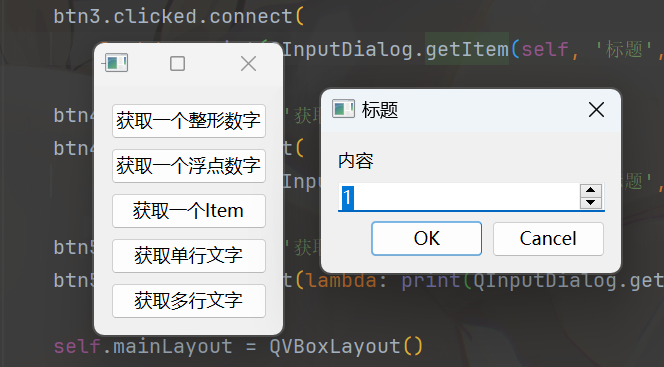 btn3.clicked.connect(
InputDialog.getItem(self, '标题',
获取一个整形数字
获取一个浮点数字
获取一个Item
获取单行文字
获取多行文字
标题
内容
1
OK
Cancel
btn4
'获
btn4
t(
Inpu
题',
btn5
'获
btn5
t(lambda: print(QInputDialog.get
self.mainLayout = QVBoxLayout()